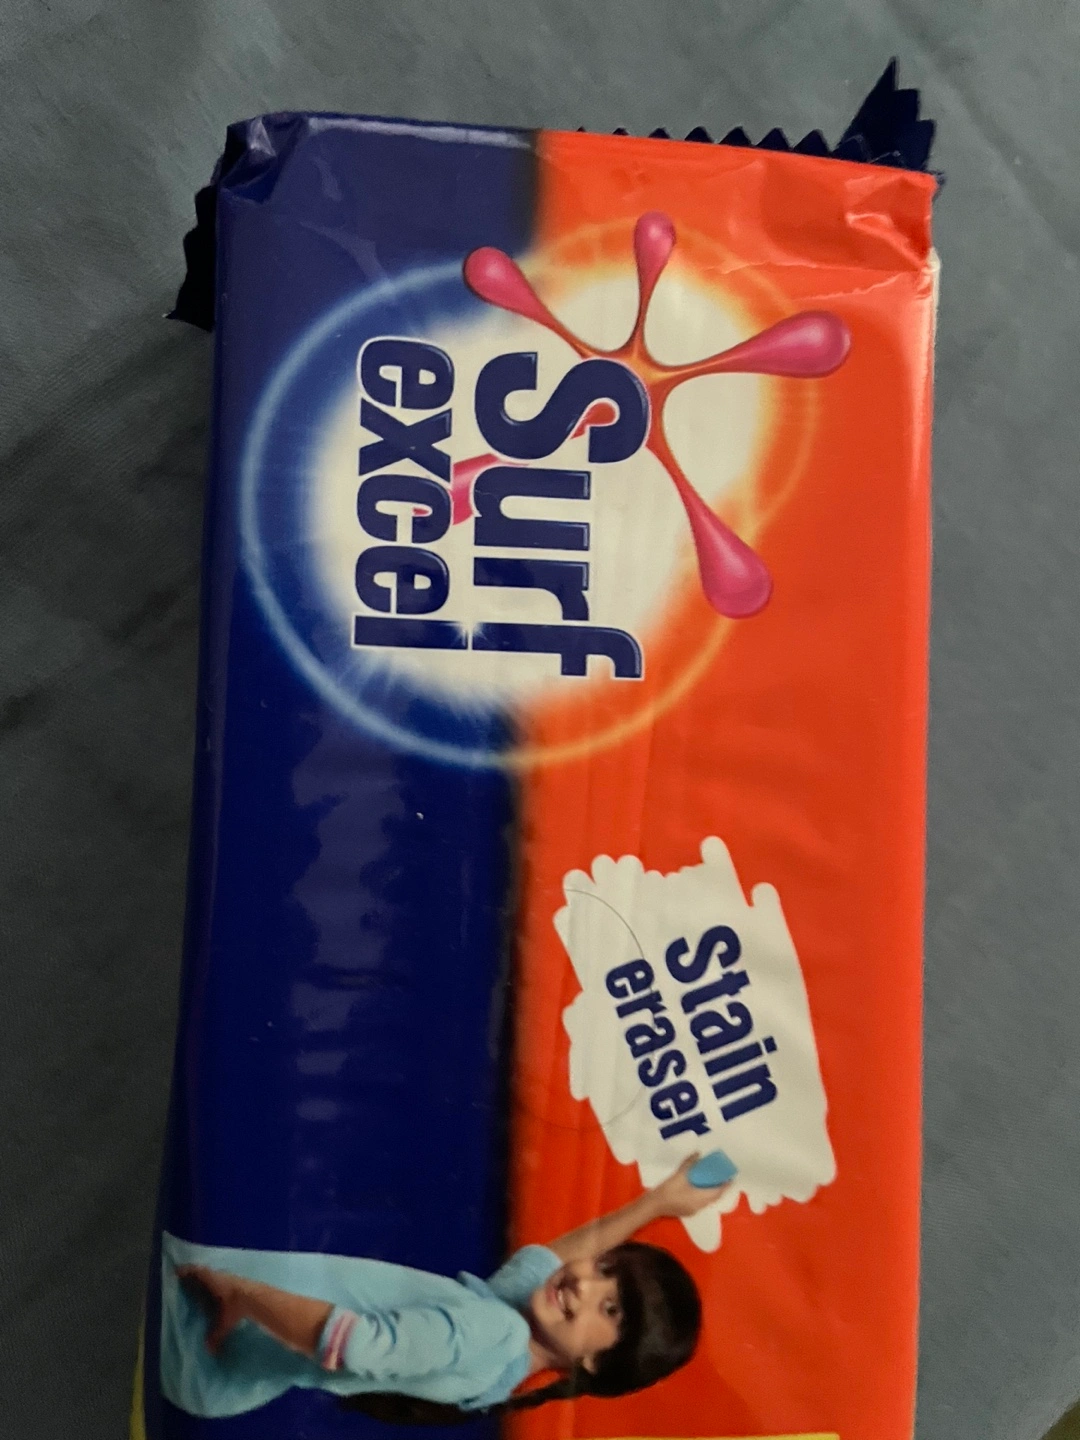 Surf
excel
Stain
eraser